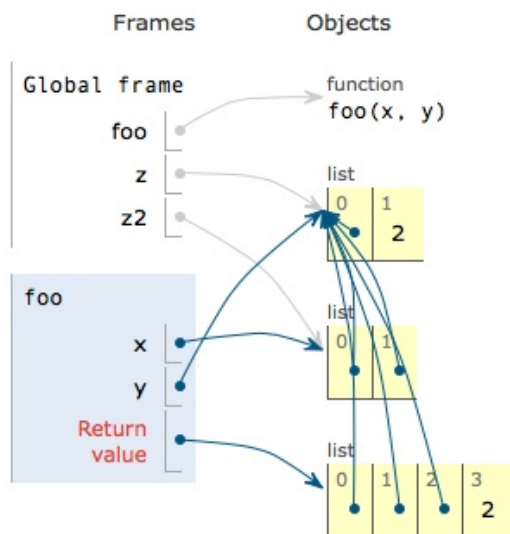 Frames Objects
Global frame
function
foo(x, y)
foo
z
z2
list
0 1
2
foo
x
y
Return
value
list
0 1
list
0 1 2 3
2